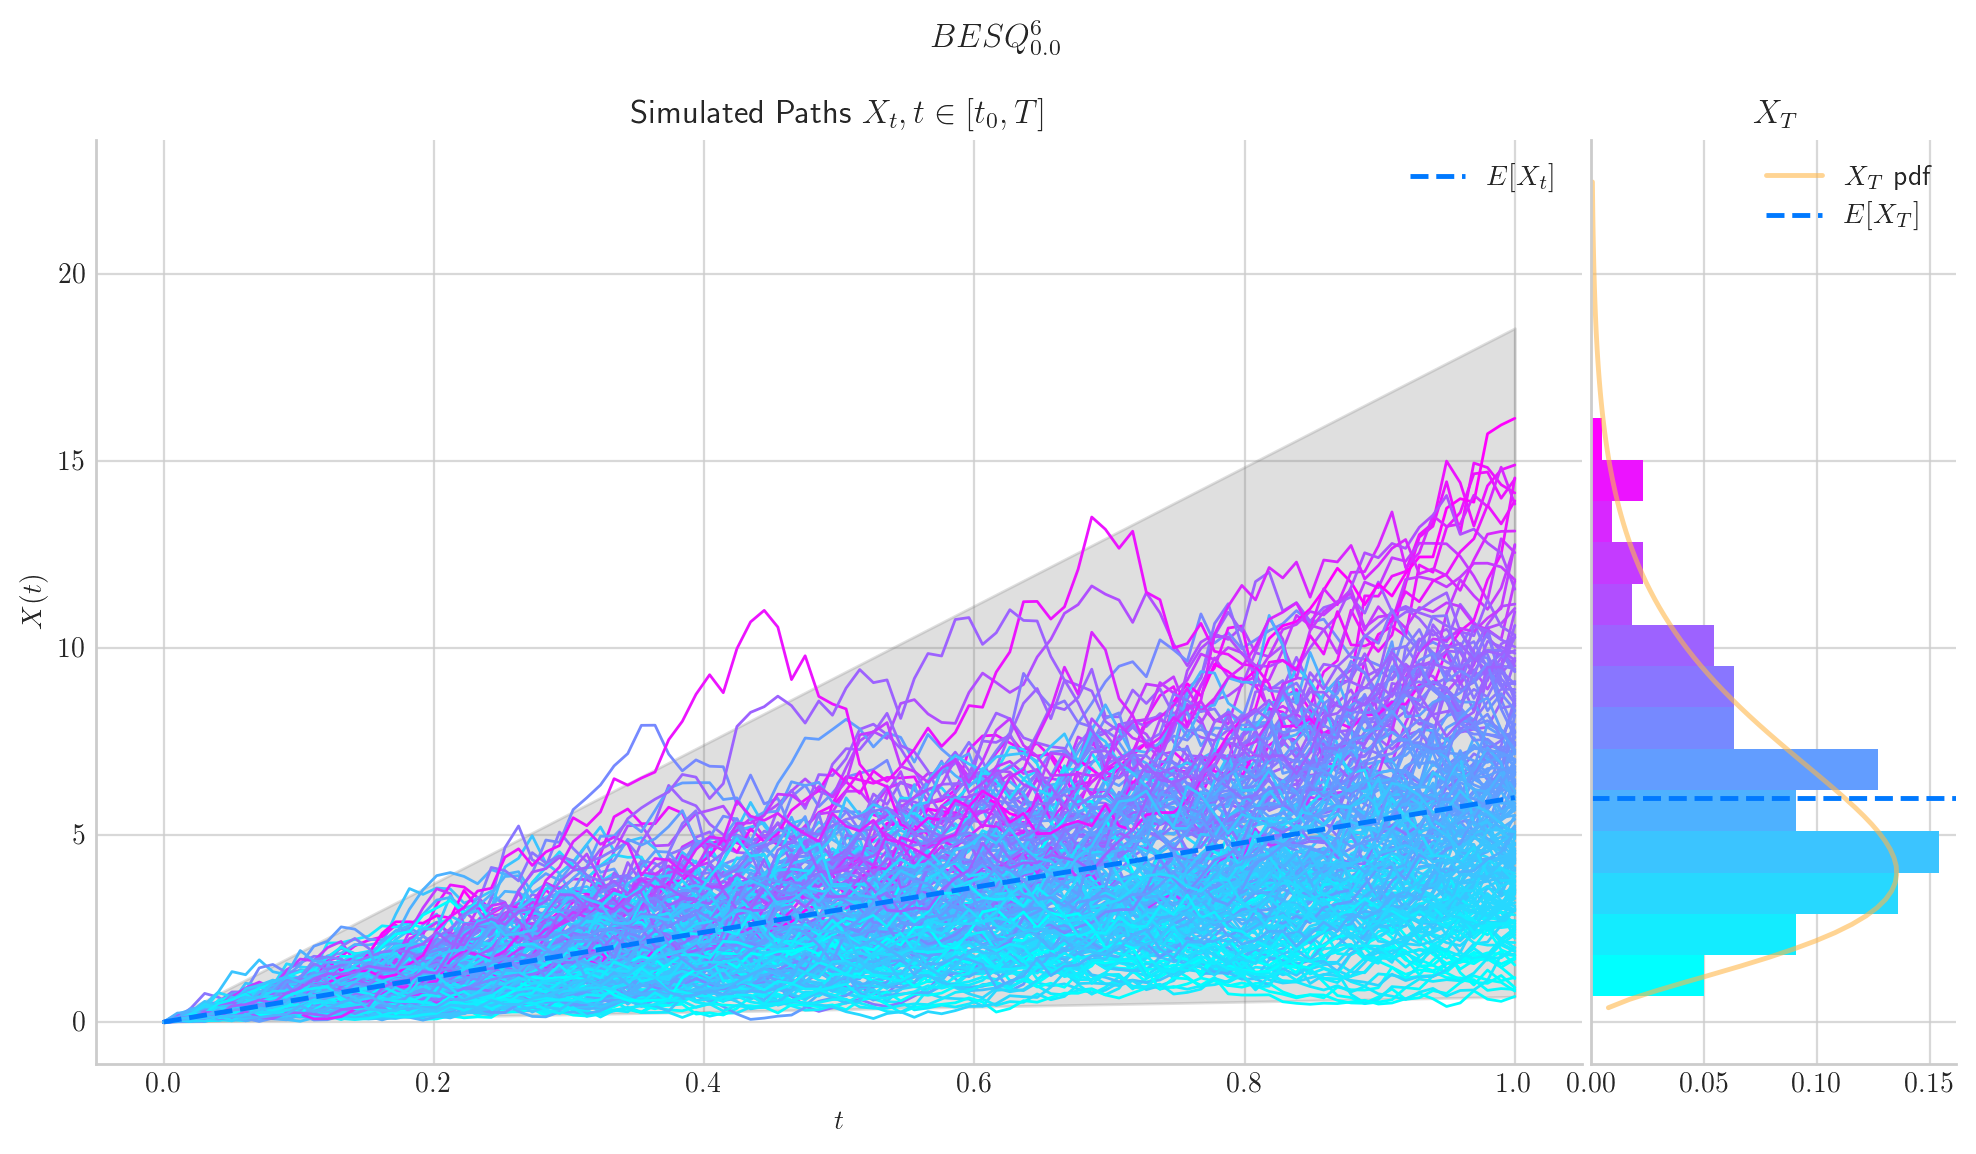 $BESQ^{6}_{0.0}$
Simulated Paths $X_t, t \in [t_0, T]$
$X_T$
$E[X_t]$
$X_T$ pdf
$E[X_T]$
20
15
10
5
0
$X(t)$
0.0 0.2 0.4 0.6 0.8 1.0
0.00 0.05 0.10 0.15
$t$